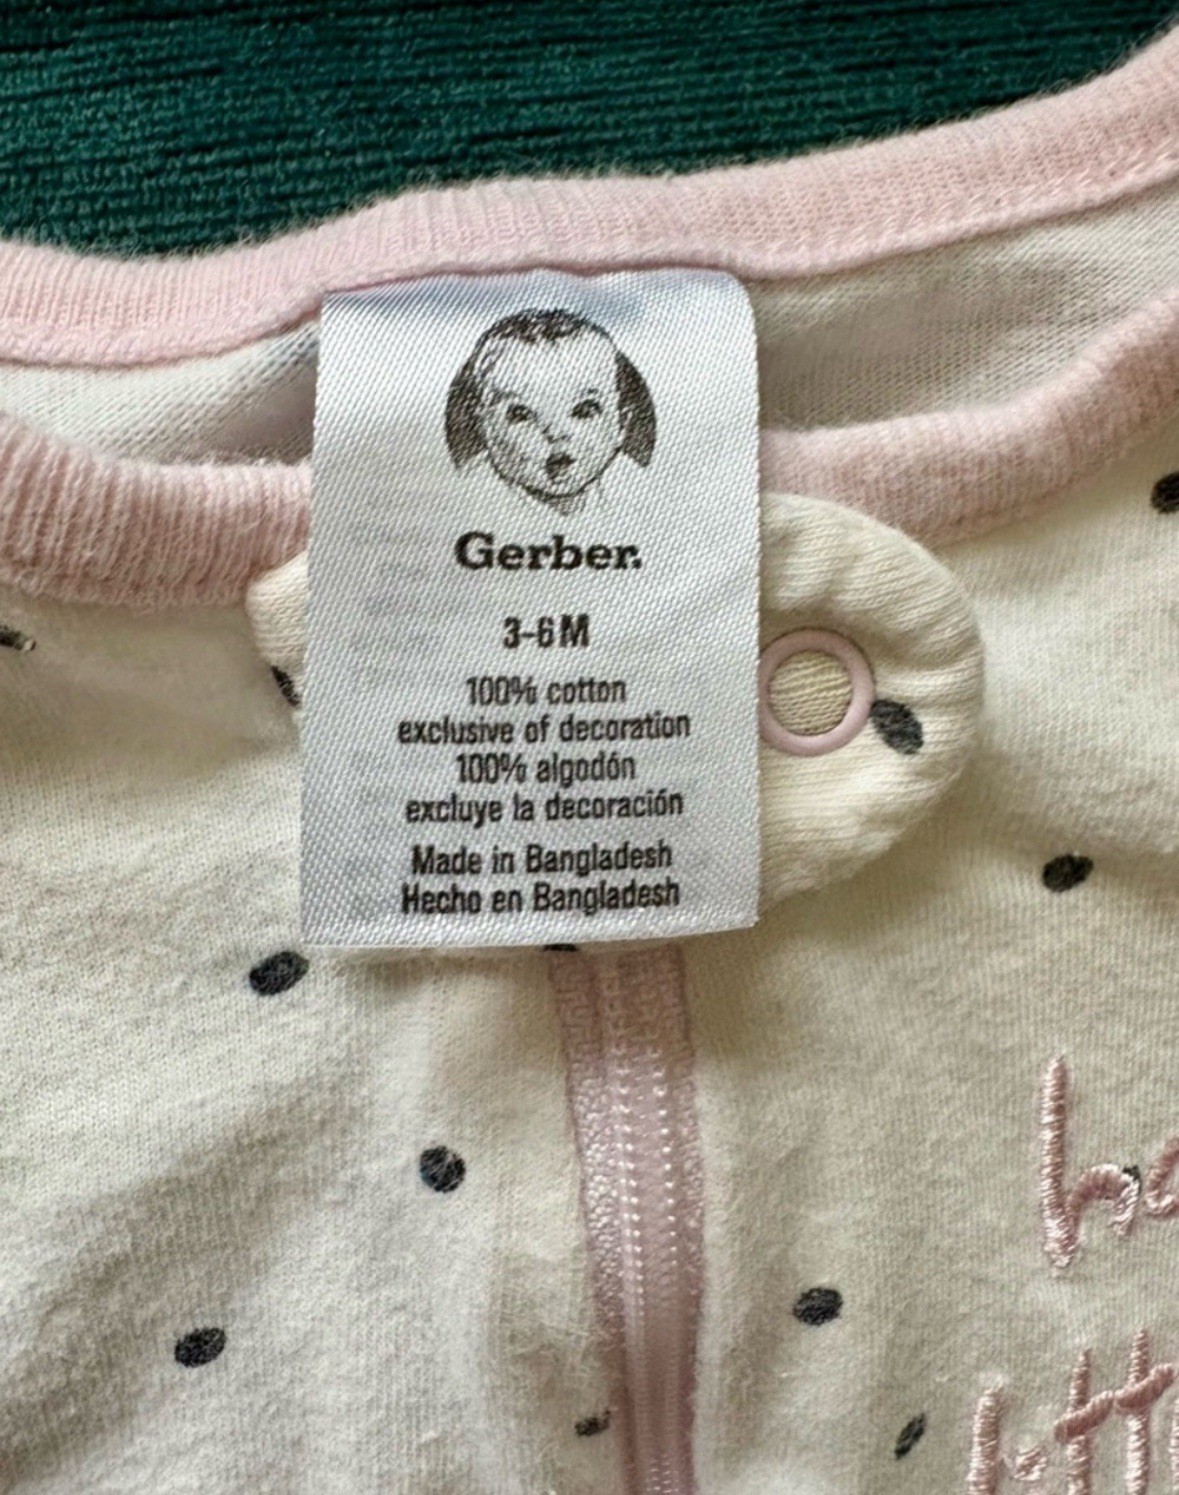 Gerber.
3-6M
100% cotton
exclusive of decoration
100% algodón
excluye la decoración
Made in Bangladesh
Hecho en Bangladesh